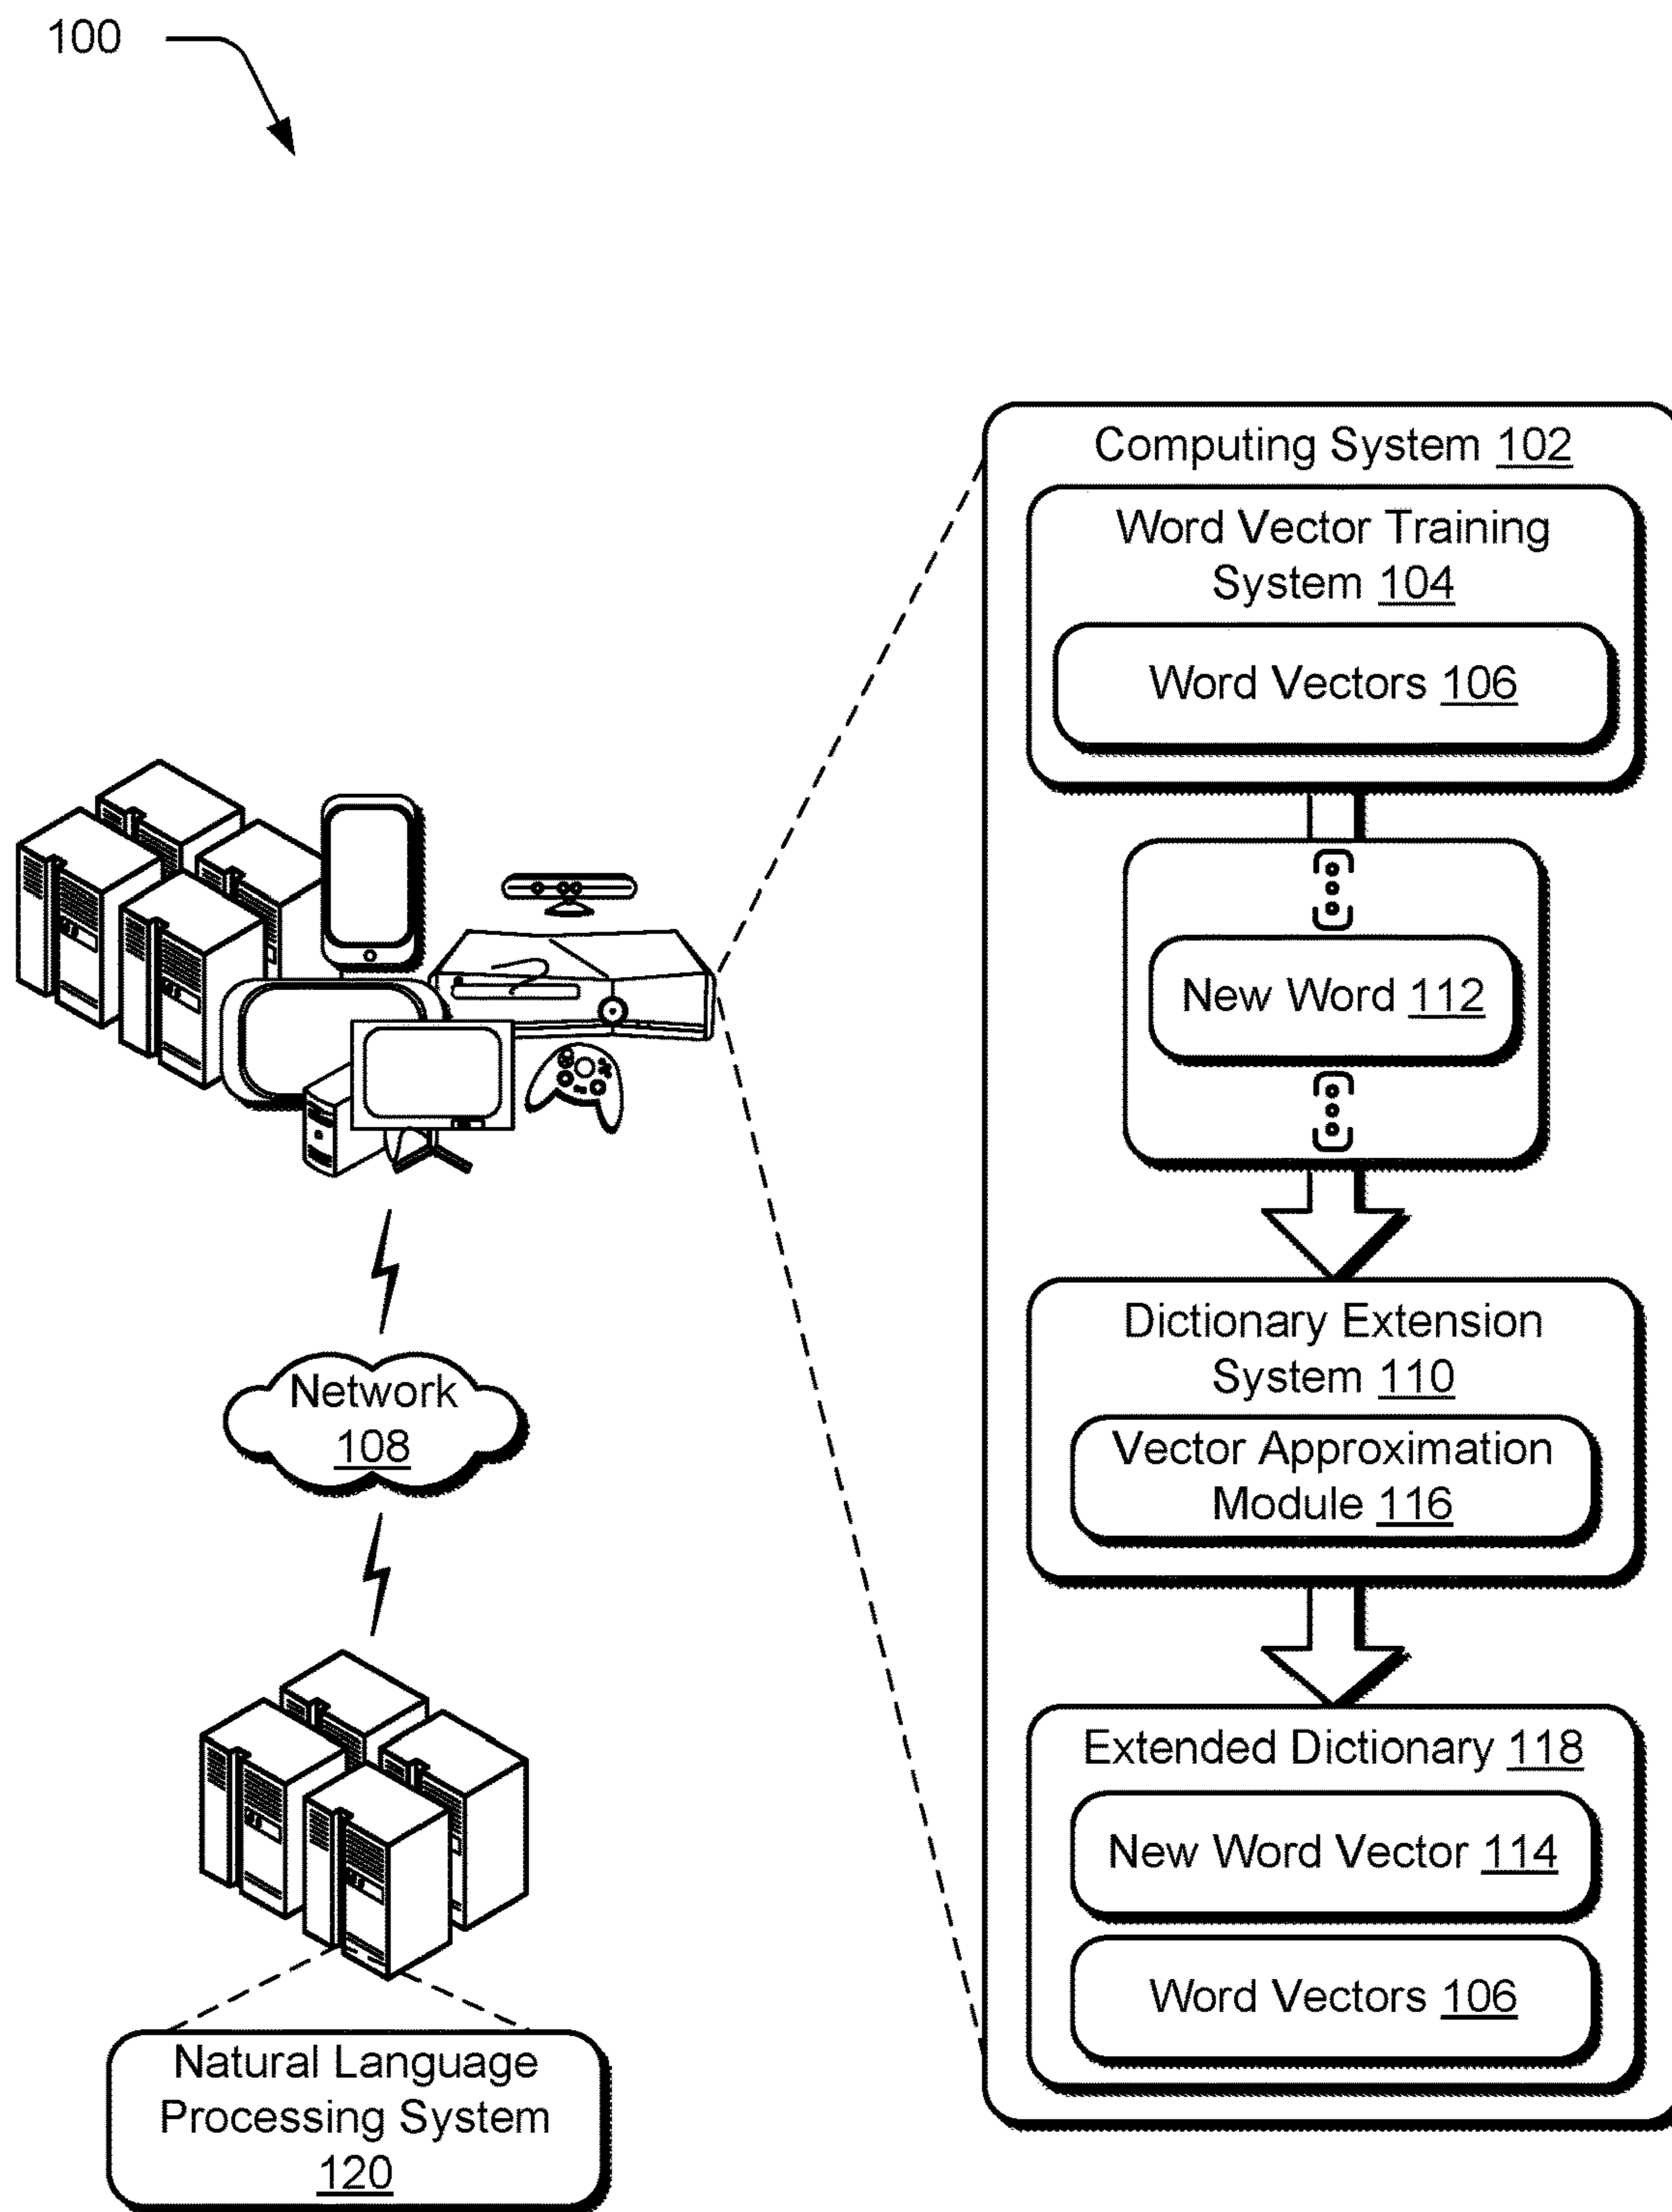 100
Computing System 102
Word Vector Training
System 104
Word Vectors 106
New Word 112
Dictionary Extension
System 110
Vector Approximation
Module 116
Extended Dictionary 118
New Word Vector 114
Word Vectors 106
Network
108
Natural Language
Processing System
120